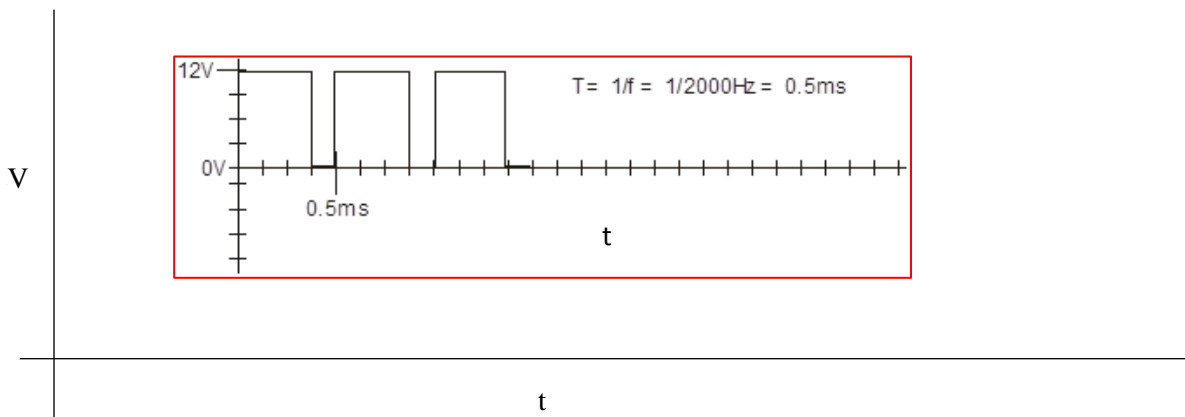 12V
T= 1/f = 1/2000Hz = 0.5ms
0V
V
0.5ms
t
t